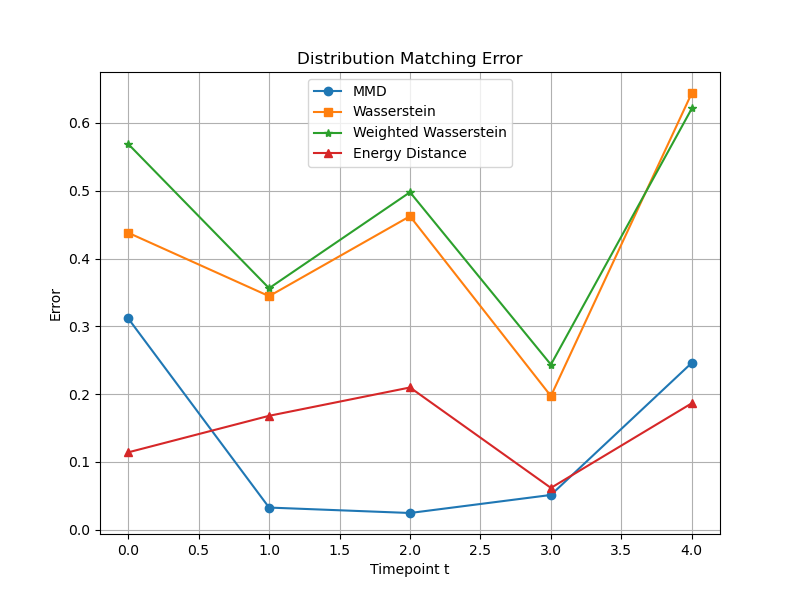 Distribution Matching Error
MMD
Wasserstein
Weighted Wasserstein
Energy Distance
Error
0.6
0.5
0.4
0.3
0.2
0.1
0.0
0.0 0.5 1.0 1.5 2.0 2.5 3.0 3.5 4.0
Timepoint t